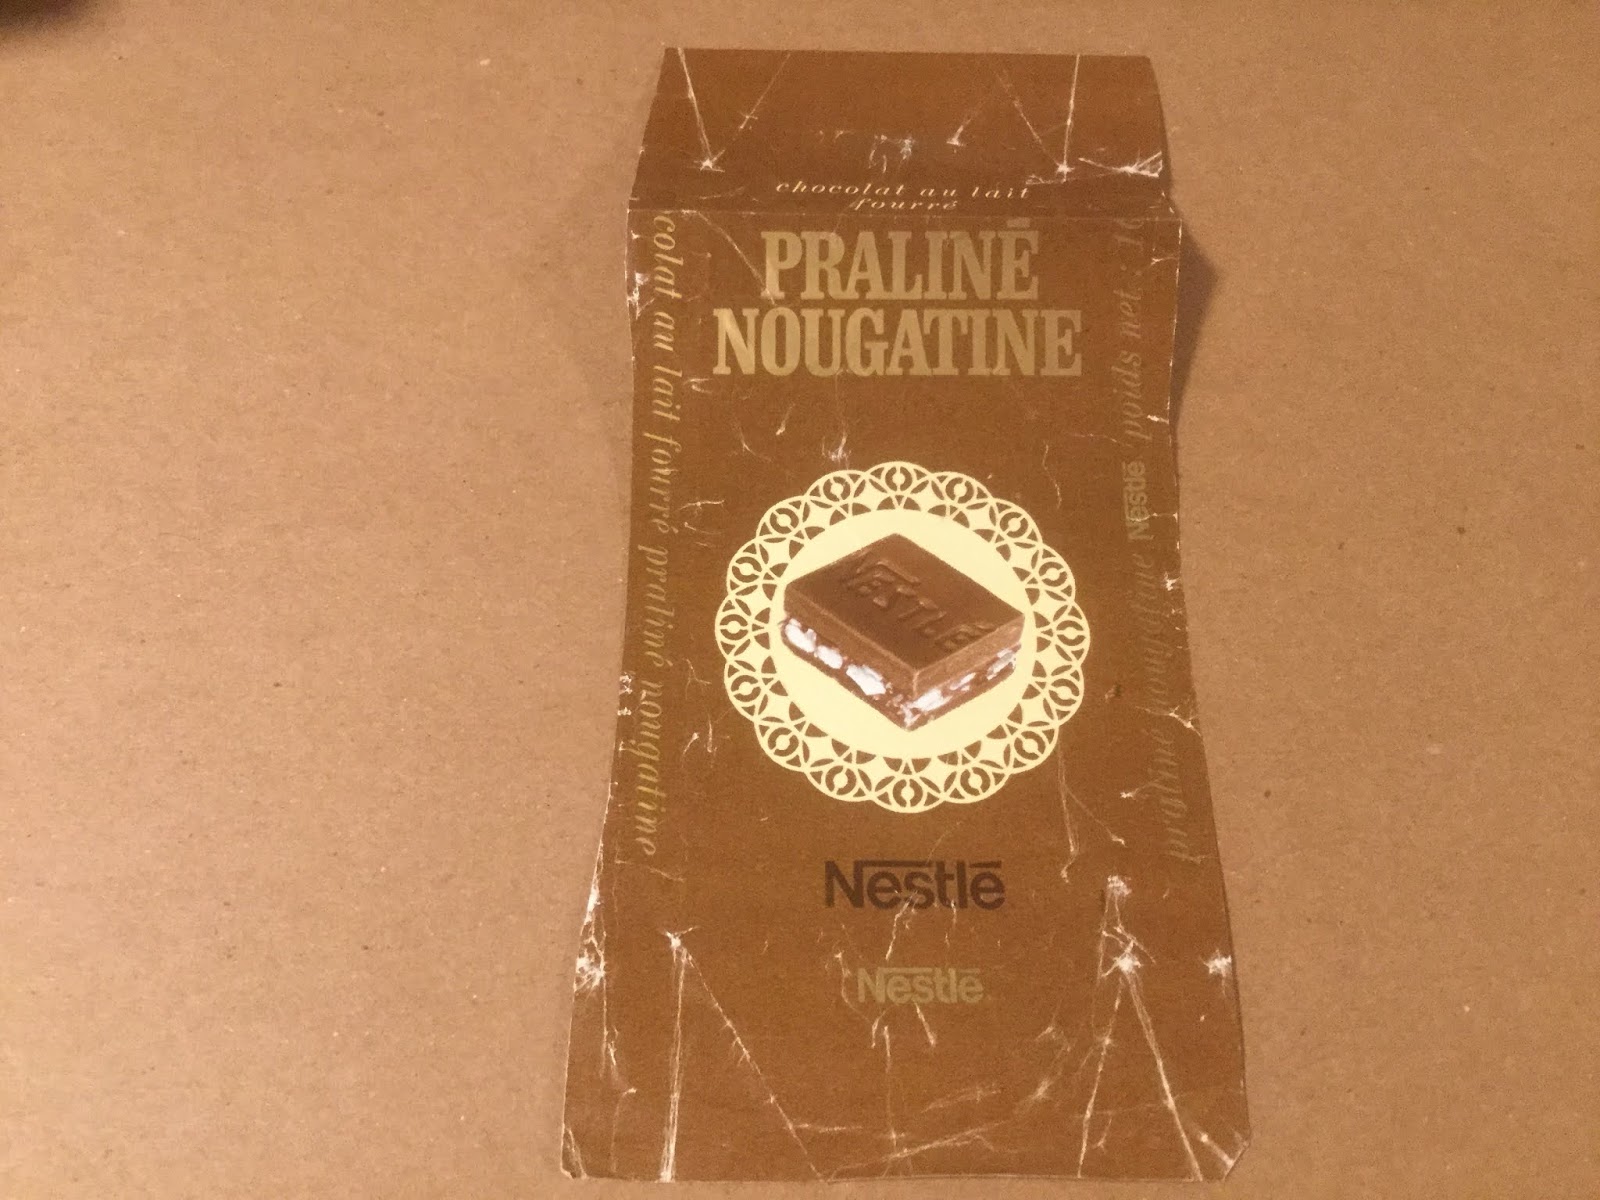 chocolat au lait
fourré
PRALINÉ
NOUGATINE
colat au lait fourré praliné nougatine
praliné nougatine Nestlé poids net :
NESTLÉ
Nestlé
Nestlé